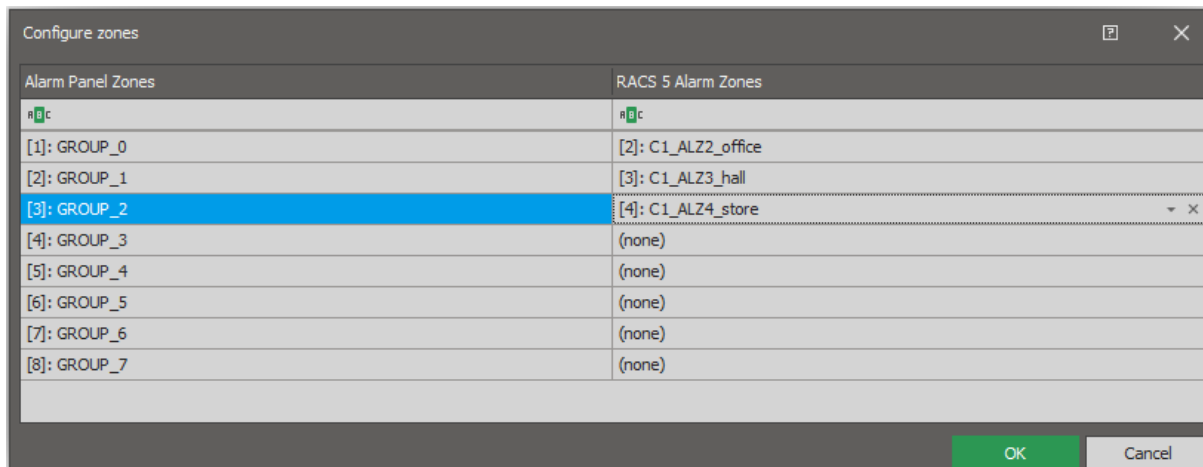 Configure zones
Alarm Panel Zones RACS 5 Alarm Zones
ABC ABC
[1]: GROUP_0 [2]: C1_ALZ2_office
[2]: GROUP_1 [3]: C1_ALZ3_hall
[3]: GROUP_2 [4]: C1_ALZ4_store
[4]: GROUP_3 (none)
[5]: GROUP_4 (none)
[6]: GROUP_5 (none)
[7]: GROUP_6 (none)
[8]: GROUP_7 (none)
OK Cancel